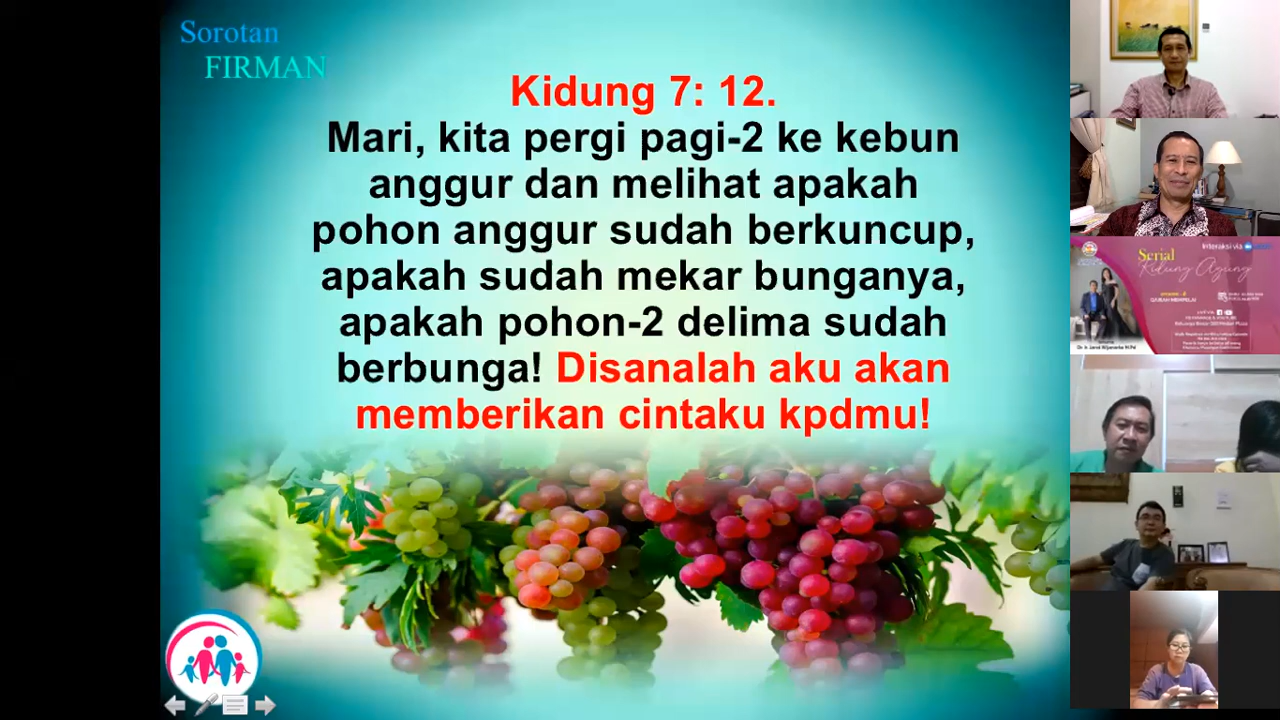 Sorotan
FIRMAN
Kidung 7: 12.
Mari, kita pergi pagi-2 ke kebun
anggur dan melihat apakah
pohon anggur sudah berkuncup,
apakah sudah mekar bunganya,
apakah pohon-2 delima sudah
berbunga! Disanalah aku akan
memberikan cintaku kpdmu!
Interaksi via
Serial
Kidung Agung